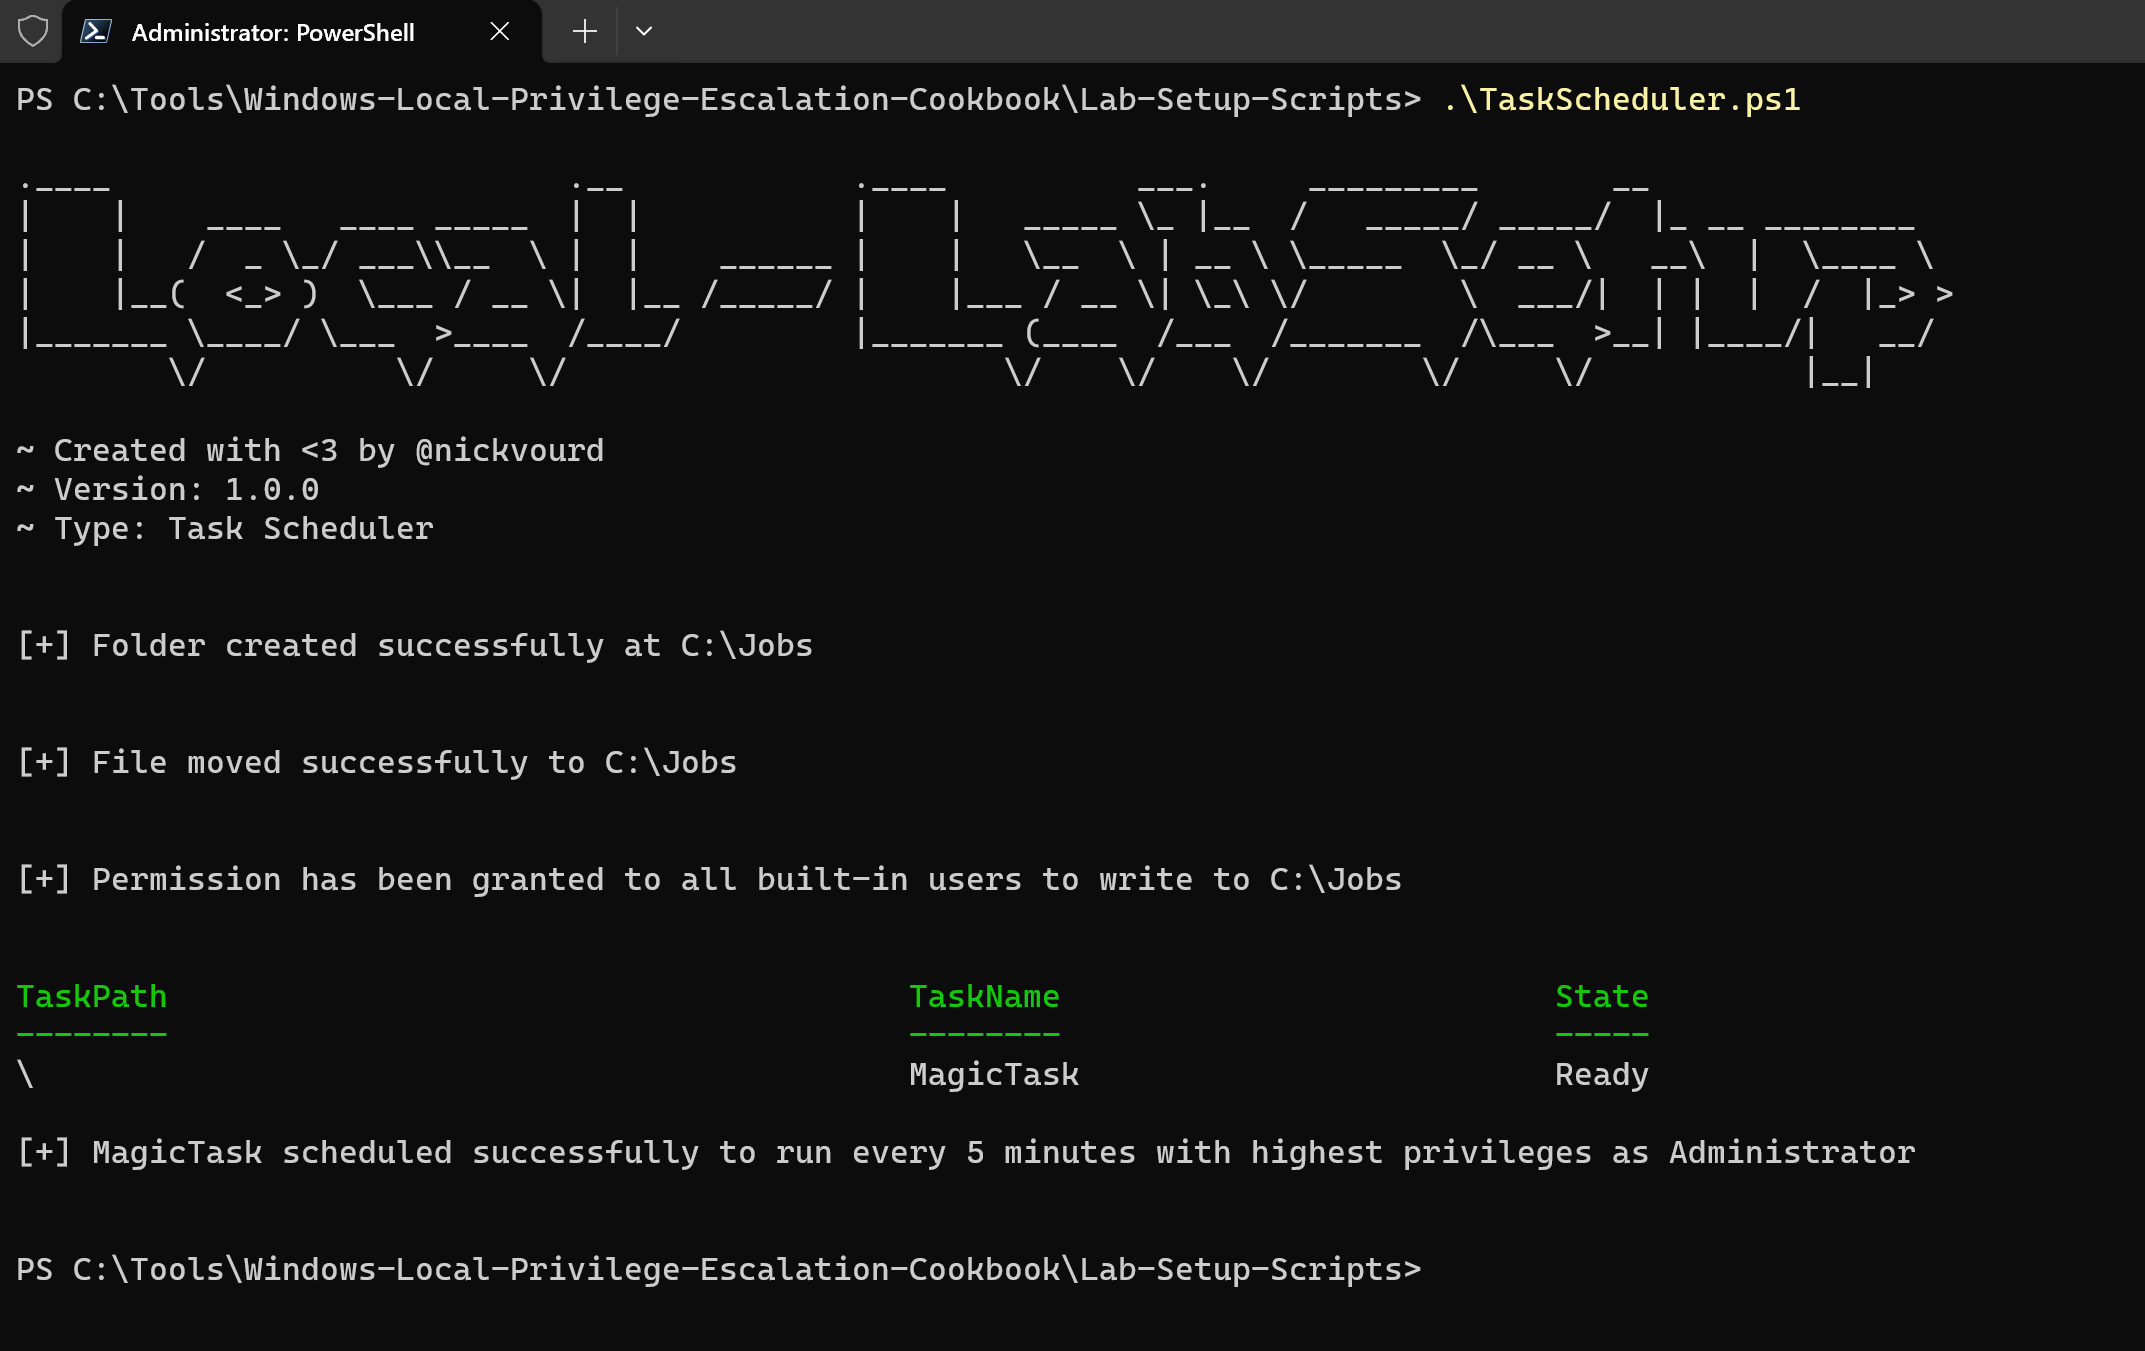 Administrator: PowerShell
PS C:\Tools\Windows-Local-Privilege-Escalation-Cookbook\Lab-Setup-Scripts> .\TaskScheduler.ps1
Local-LabSetup
~ Created with <3 by @nickvourd
~ Version: 1.0.0
~ Type: Task Scheduler
[+] Folder created successfully at C:\Jobs
[+] File moved successfully to C:\Jobs
[+] Permission has been granted to all built-in users to write to C:\Jobs
TaskPath TaskName State
-------- -------- -----
\ MagicTask Ready
[+] MagicTask scheduled successfully to run every 5 minutes with highest privileges as Administrator
PS C:\Tools\Windows-Local-Privilege-Escalation-Cookbook\Lab-Setup-Scripts>